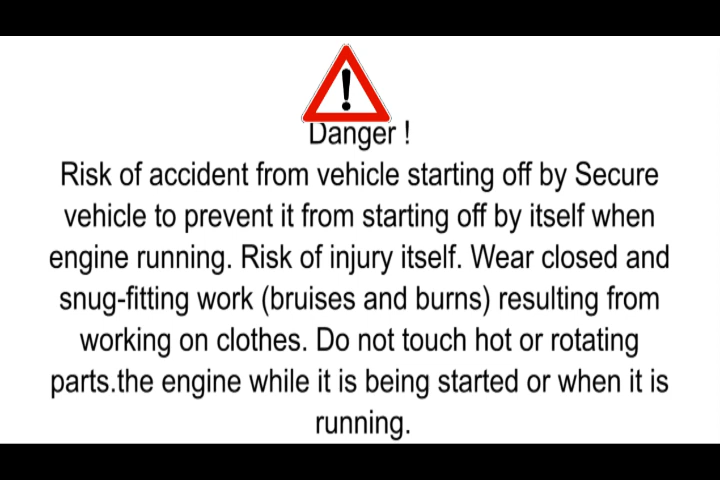 Danger !
Risk of accident from vehicle starting off by Secure
vehicle to prevent it from starting off by itself when
engine running. Risk of injury itself. Wear closed and
snug-fitting work (bruises and burns) resulting from
working on clothes. Do not touch hot or rotating
parts.the engine while it is being started or when it is
running.